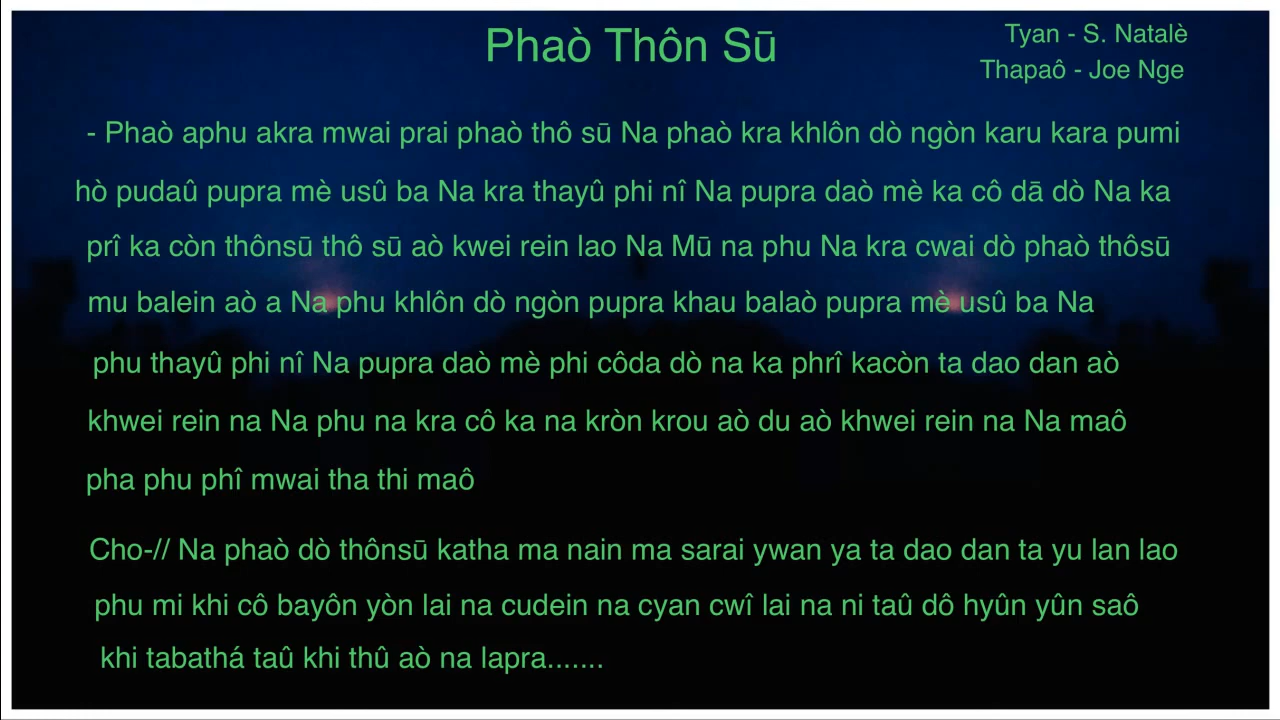 Phaò Thôn Sū
Tyan - S. Natalè
Thapaô - Joe Nge
- Phaò aphu akra mwai prai phaò thô sū Na phaò kra khlôn dò ngòn karu kara pumi
hò pudaû pupra mè usû ba Na kra thayû phi nî Na pupra daò mè ka cô dā dò Na ka
prî ka còn thônsū thô sū aò kwei rein lao Na Mū na phu Na kra cwai dò phaò thôsū
mu balein aò a Na phu khlôn dò ngòn pupra khau balaò pupra mè usû ba Na
phu thayû phi nî Na pupra daò mè phi côda dò na ka phrî kacòn ta dao dan aò
khwei rein na Na phu na kra cô ka na kròn krou aò du aò khwei rein na Na maô
pha phu phî mwai tha thi maô
Cho-// Na phaò dò thônsū katha ma nain ma sarai ywan ya ta dao dan ta yu lan lao
phu mi khi cô bayôn yòn lai na cudein na cyan cwî lai na ni taû dô hyûn yûn saô
khi tabathá taû khi thû aò na lapra.......